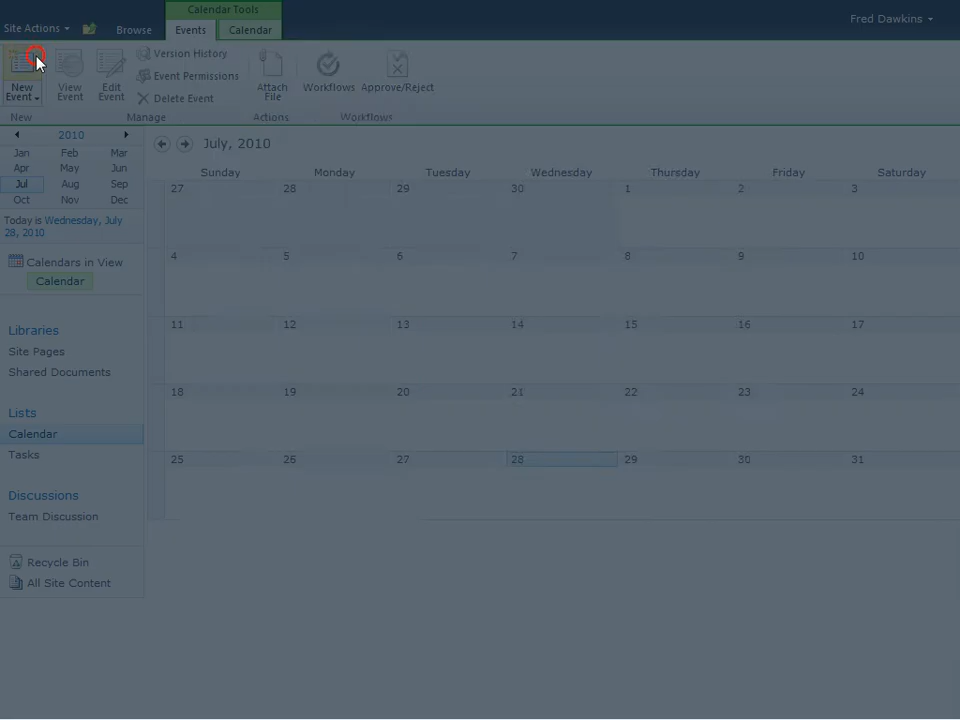 Calendar Tools
Fred Dawkins
Site Actions Browse Events Calendar
New Event
View Event
Edit Event
Version History
Event Permissions
Delete Event
Attach File
Workflows
Approve/Reject
New Manage Actions Workflows
2010
Jan Feb Mar
Apr May Jun
Jul Aug Sep
Oct Nov Dec
Today is Wednesday, July
28, 2010
Calendars in View
Calendar
Libraries
Site Pages
Shared Documents
Lists
Calendar
Tasks
Discussions
Team Discussion
Recycle Bin
All Site Content
July, 2010
Sunday Monday Tuesday Wednesday Thursday Friday Saturday
27 28 29 30 1 2 3
4 5 6 7 8 9 10
11 12 13 14 15 16 17
18 19 20 21 22 23 24
25 26 27 28 29 30 31